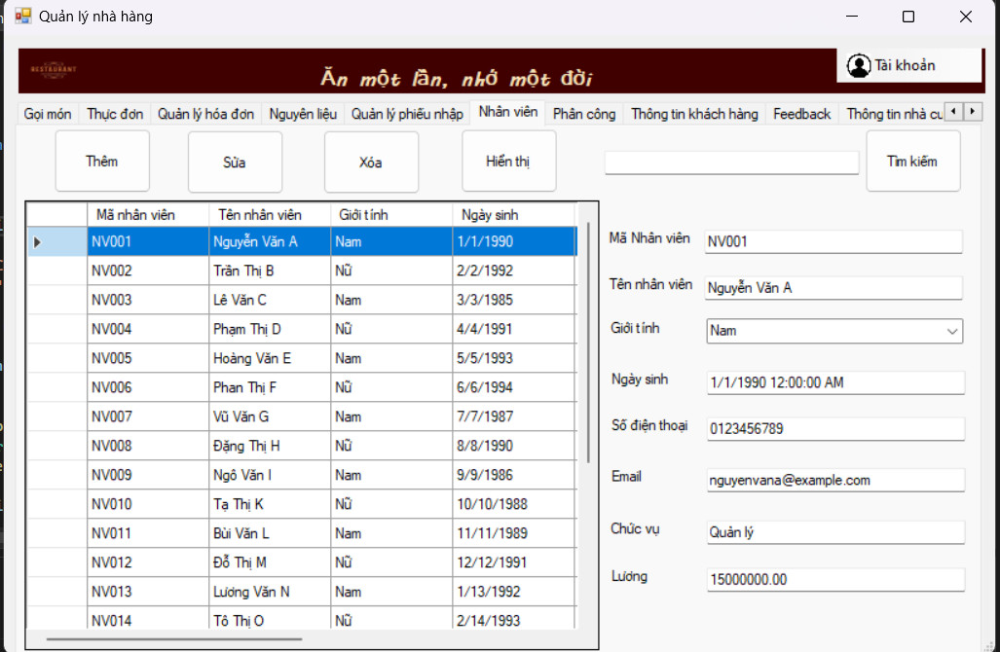 Quản lý nhà hàng
RESTAURANT
Ăn một lần, nhớ một đời
Tài khoản
Gọi món Thực đơn Quản lý hóa đơn Nguyên liệu Quản lý phiếu nhập Nhân viên Phân công Thông tin khách hàng Feedback Thông tin nhà cu
Thêm Sửa Xóa Hiển thị Tìm kiếm
Mã nhân viên Tên nhân viên Giới tính Ngày sinh
NV001 Nguyễn Văn A Nam 1/1/1990
NV002 Trần Thị B Nữ 2/2/1992
NV003 Lê Văn C Nam 3/3/1985
NV004 Phạm Thị D Nữ 4/4/1991
NV005 Hoàng Văn E Nam 5/5/1993
NV006 Phan Thị F Nữ 6/6/1994
NV007 Vũ Văn G Nam 7/7/1987
NV008 Đặng Thị H Nữ 8/8/1990
NV009 Ngô Văn I Nam 9/9/1986
NV010 Tạ Thị K Nữ 10/10/1988
NV011 Bùi Văn L Nam 11/11/1989
NV012 Đỗ Thị M Nữ 12/12/1991
NV013 Lương Văn N Nam 1/13/1992
NV014 Tô Thị O Nữ 2/14/1993
Mã Nhân viên NV001
Tên nhân viên Nguyễn Văn A
Giới tính Nam
Ngày sinh 1/1/1990 12:00:00 AM
Số điện thoại 0123456789
Email nguyenvana@example.com
Chức vụ Quản lý
Lương 15000000.00